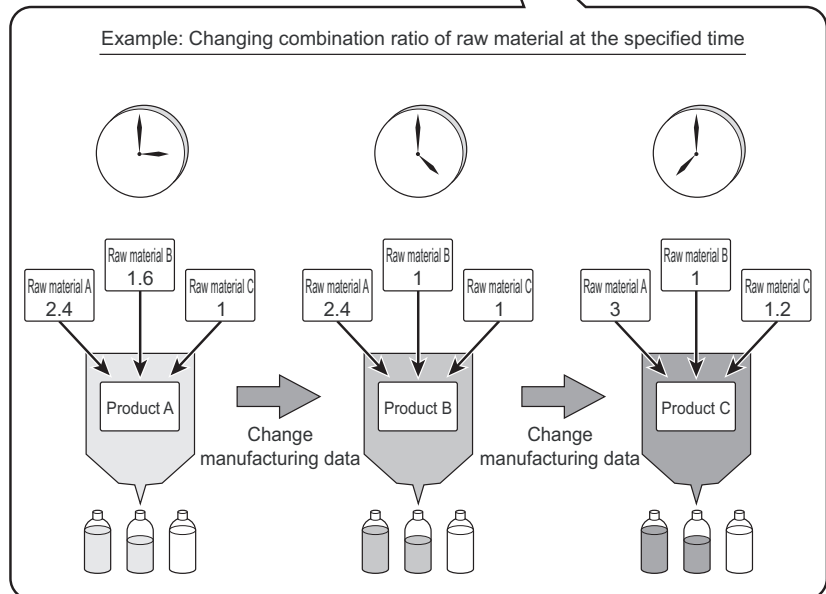 Example: Changing combination ratio of raw material at the specified time
Raw material A
2.4
Raw material B
1.6
Raw material C
1
Product A
Change
manufacturing data
Raw material A
2.4
Raw material B
1
Raw material C
1
Product B
Change
manufacturing data
Raw material A
3
Raw material B
1
Raw material C
1.2
Product C